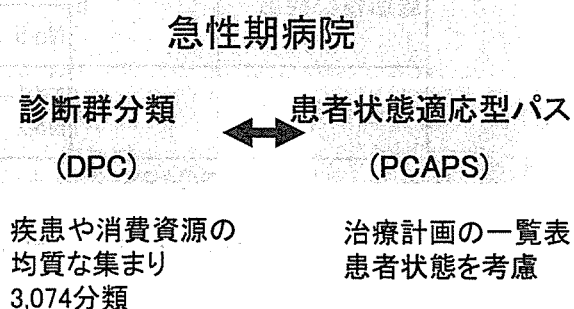 急性期病院
診断群分類
(DPC)
患者状態適応型パス
(PCAPS)
疾患や消費資源の
均質な集まり
3,074分類
治療計画の一覧表
患者状態を考慮